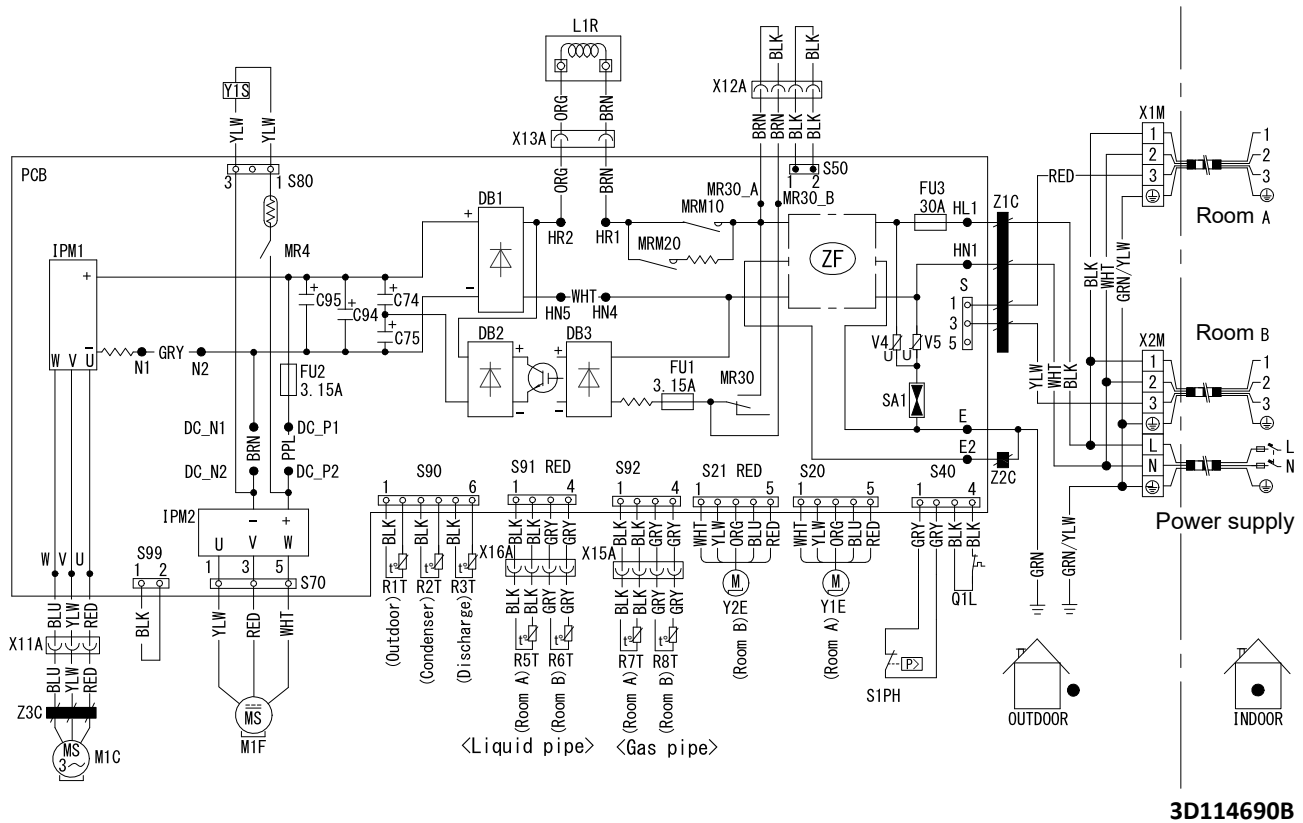 L1R
ORG
BRN
X13A
ORG
BRN
X12A
BLK
BLK
BRN
BRN
BLK
BLK
Y1S
YLW
YLW
PCB
3
1
S80
MR4
IPM1
+
-
W V U
N1
GRY
N2
C95
C94
C74
C75
FU2
3.15A
DC_N1
BRN
PPL
DC_P1
DC_N2
DC_P2
IPM2
-
+
U
V
W
1
3
5
S70
DB1
+
-
HR2
HR1
HN5
WHT
HN4
DB2
+
-
DB3
+
-
FU1
3.15A
MR30
MR30_A
MR30_B
MRM10
MRM20
1 2
S50
ZF
FU3
30A
HL1
HN1
Z1C
S
1
3
5
V4
U
U
V5
SA1
E
E2
Z2C
RED
YLW
WHT
BLK
BLK
WHT
GRN/YLW
X1M
1
2
3
1
2
3
Room A
Room B
X2M
1
2
3
L
N
1
2
3
L
N
Power supply
GRN
GRN/YLW
W V U
BLU
YLW
RED
X11A
BLU
YLW
RED
Z3C
MS
3~
M1C
S99
1 2
BLK
YLW
RED
WHT
MS
M1F
S90
1
6
BLK
BLK
BLK
t°
t°
t°
R1T
R2T
R3T
(Outdoor)
(Condenser)
(Discharge)
S91 RED
1
4
BLK
BLK
GRY
GRY
X16A
BLK
BLK
GRY
GRY
t°
t°
R5T
R6T
(Room A)
(Room B)
<Liquid pipe>
S92
1
4
BLK
BLK
GRY
GRY
X15A
BLK
BLK
GRY
GRY
t°
t°
R7T
R8T
(Room A)
(Room B)
<Gas pipe>
S21 RED
1
5
WHT
YLW
ORG
BLU
RED
M
Y2E
(Room B)
S20
1
5
WHT
YLW
ORG
BLU
RED
M
Y1E
(Room A)
S40
1
4
GRY
GRY
BLK
BLK
Q1L
P>
S1PH
OUTDOOR
INDOOR
3D114690B